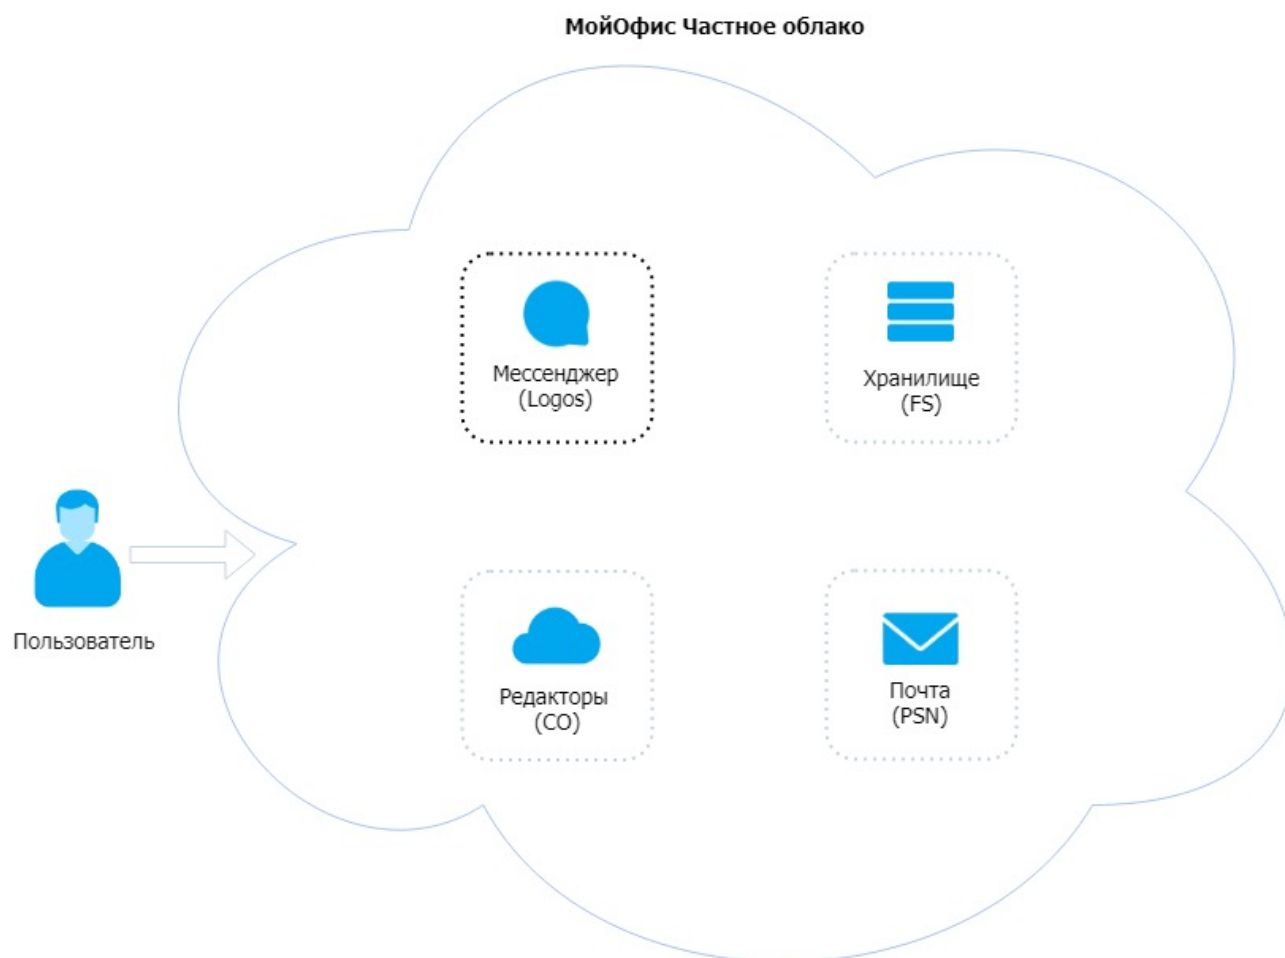 МойОфис Частное облако
Мессенджер
(Logos)
Хранилище
(FS)
Пользователь
Редакторы
(CO)
Почта
(PSN)